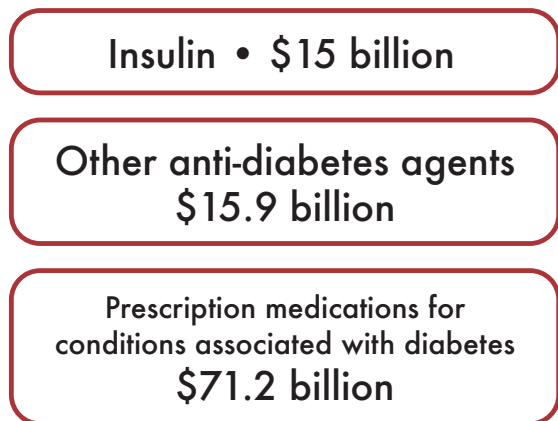 Insulin • $15 billion
Other anti-diabetes agents
$15.9 billion
Prescription medications for
conditions associated with diabetes
$71.2 billion